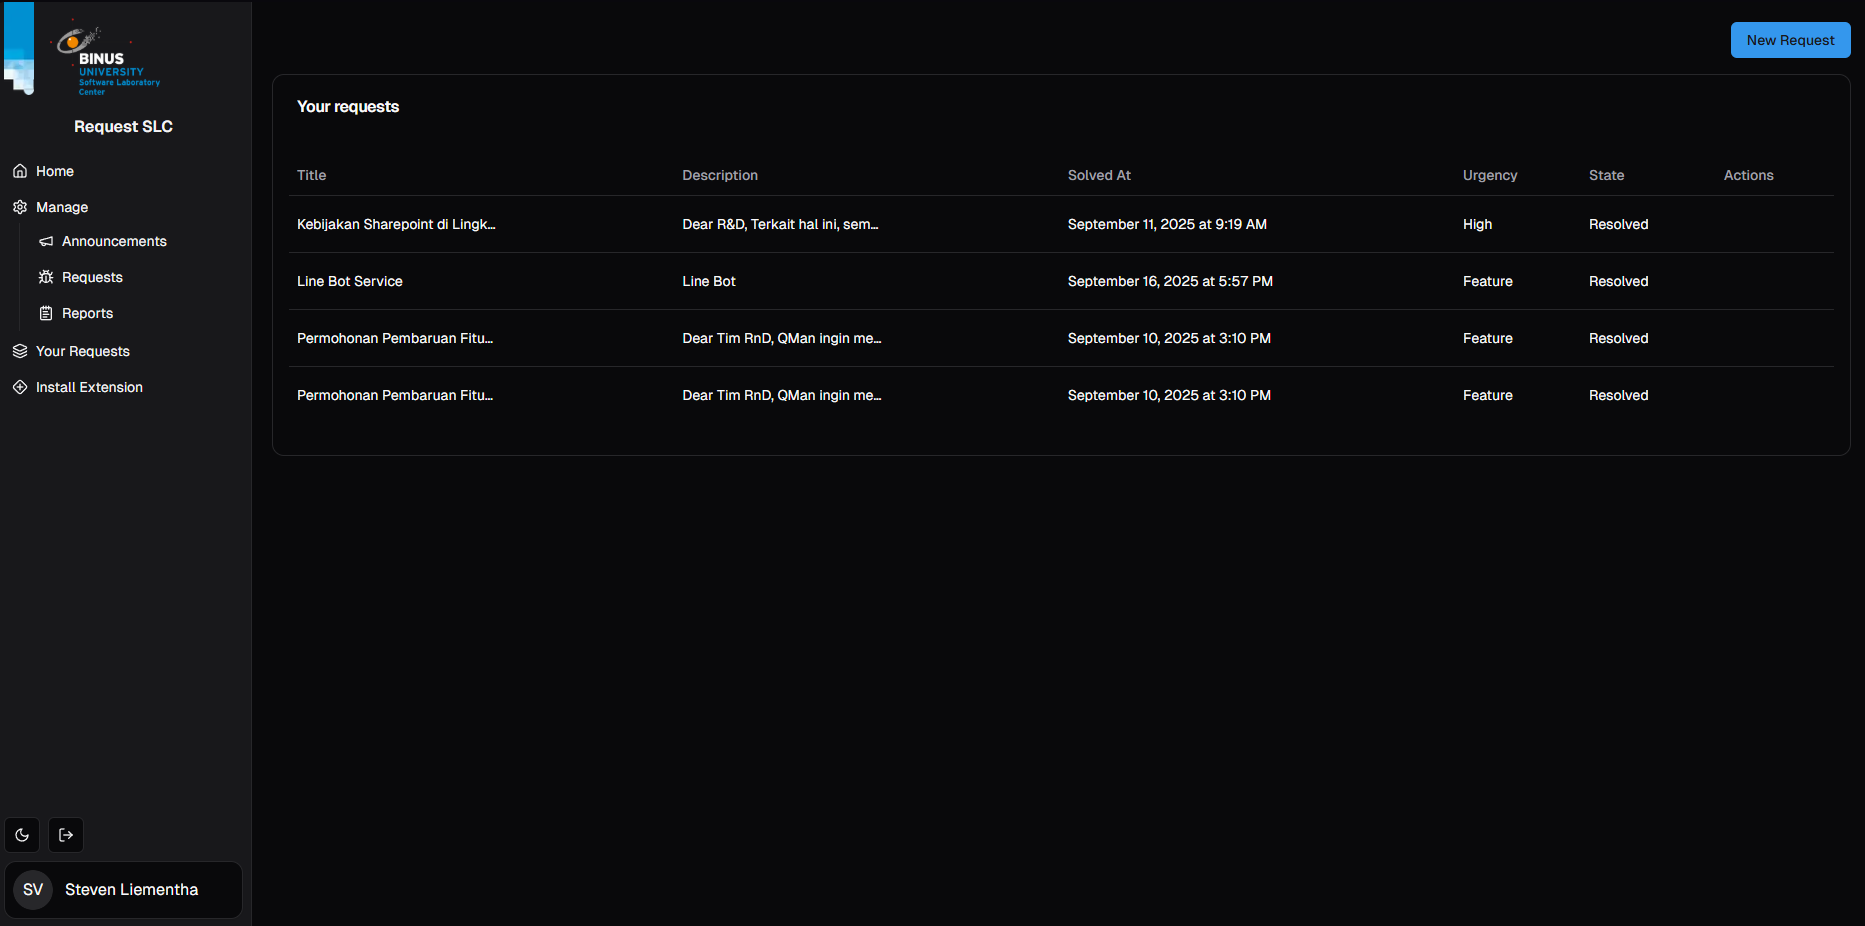 BINUS
UNIVERSITY
Software Laboratory
Center
Request SLC
Home
Manage
Announcements
Requests
Reports
Your Requests
Install Extension
SV Steven Liementha
New Request
Your requests
Title Description Solved At Urgency State Actions
Kebijakan Sharepoint di Lingk... Dear R&D, Terkait hal ini, sem... September 11, 2025 at 9:19 AM High Resolved
Line Bot Service Line Bot September 16, 2025 at 5:57 PM Feature Resolved
Permohonan Pembaruan Fitu... Dear Tim RnD, QMan ingin me... September 10, 2025 at 3:10 PM Feature Resolved
Permohonan Pembaruan Fitu... Dear Tim RnD, QMan ingin me... September 10, 2025 at 3:10 PM Feature Resolved